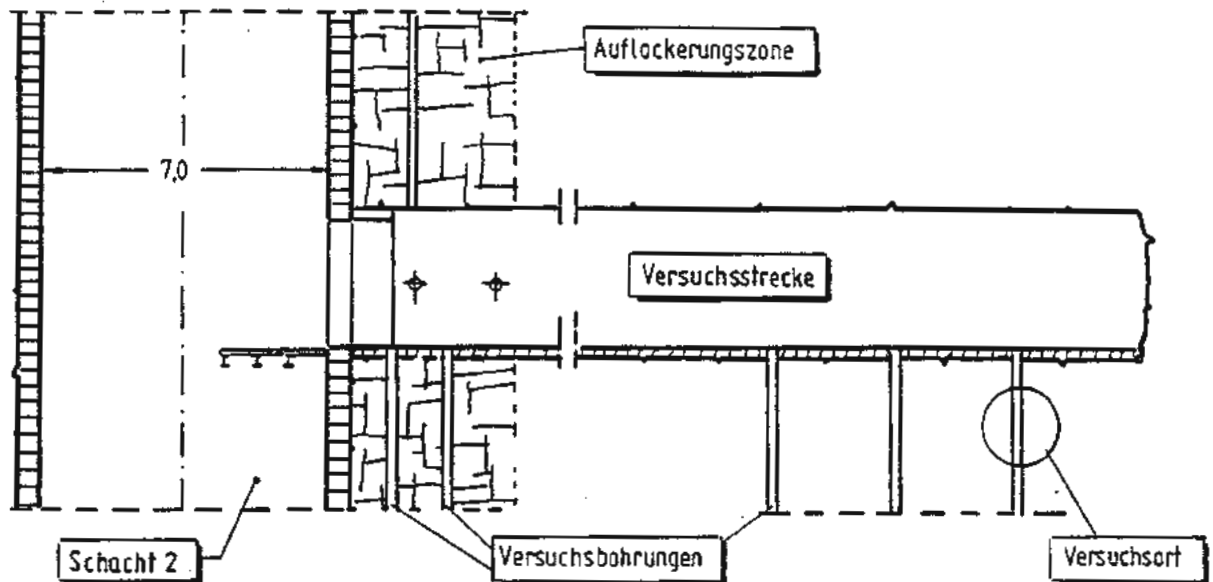 Auflockerungszone
7,0
Versuchsstrecke
Schacht 2
Versuchsbohrungen
Versuchsort